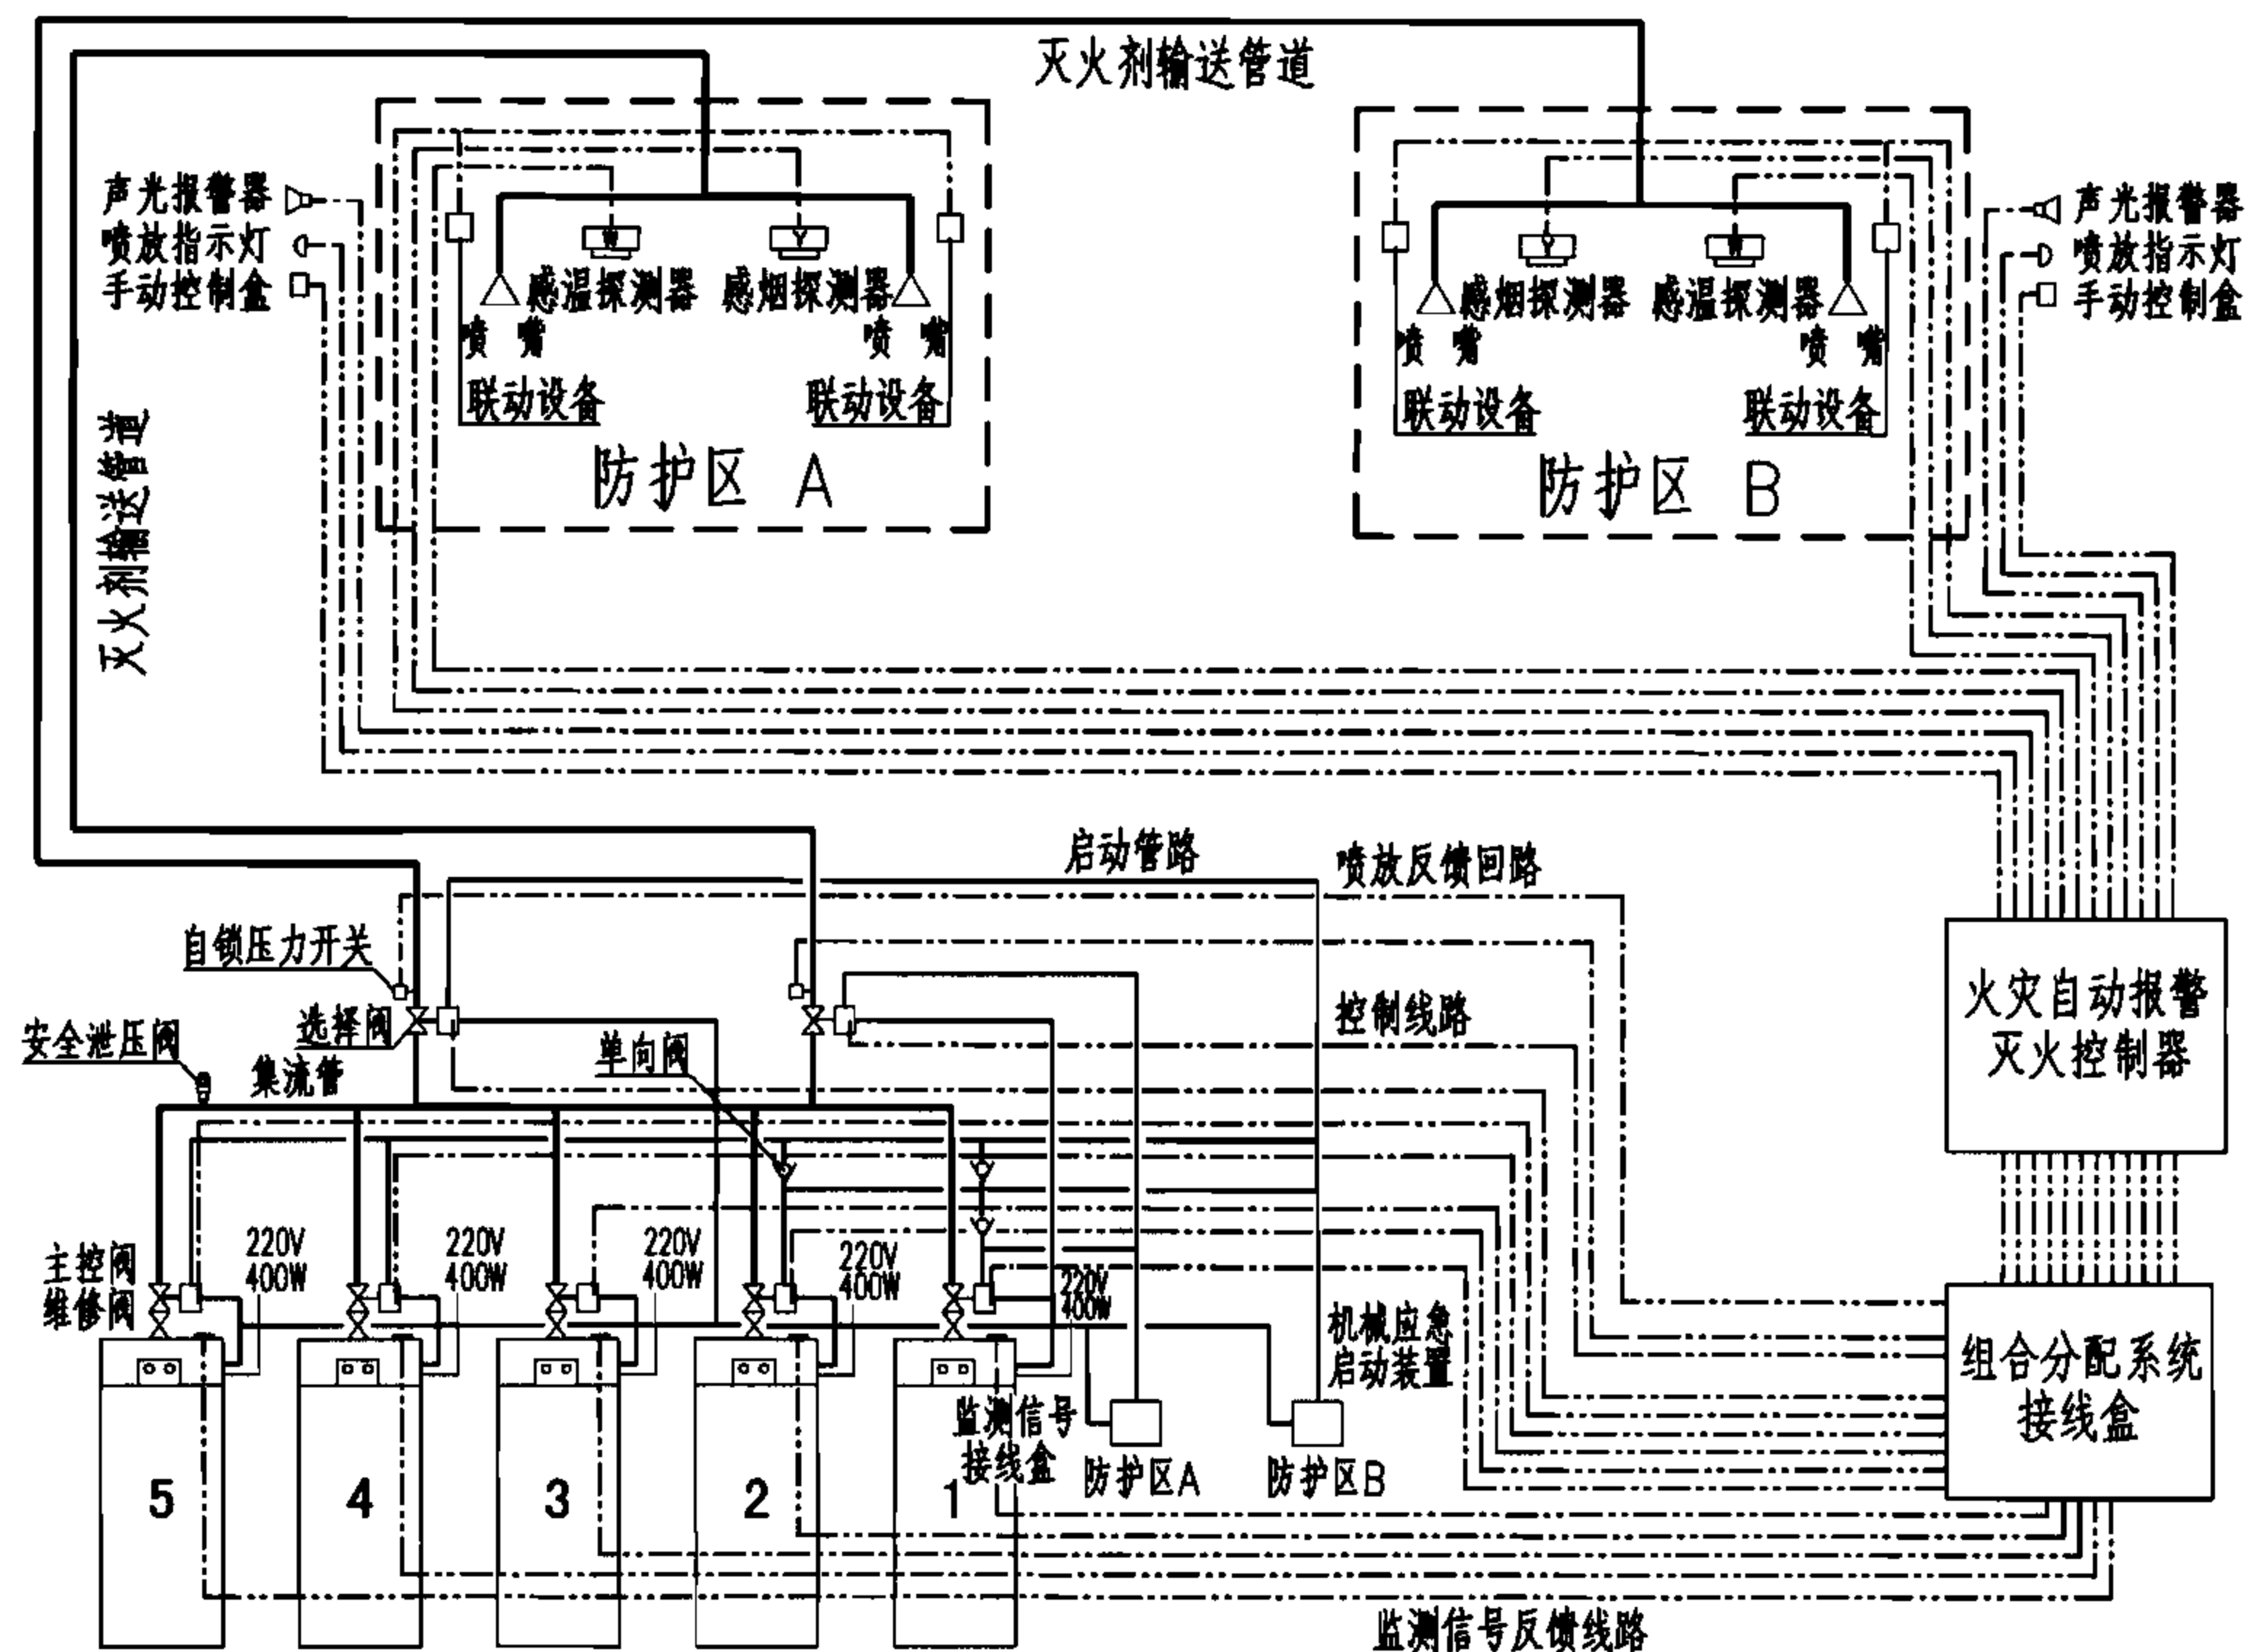 灭火剂输送管道
声光报警器
喷放指示灯
手动控制盒
感温探测器
感烟探测器
喷 嘴
喷 嘴
联动设备
联动设备
防护区 A
感烟探测器
感温探测器
喷 嘴
喷 嘴
联动设备
联动设备
防护区 B
声光报警器
喷放指示灯
手动控制盒
灭火剂输送管道
启动管路
喷放反馈回路
自锁压力开关
选择阀
安全泄压阀
集流管
单向阀
控制线路
火灾自动报警
灭火控制器
主控阀
维修阀
220V
400W
220V
400W
220V
400W
220V
400W
220V
400W
机械应急
启动装置
组合分配系统
接线盒
监测信号
接线盒
防护区A
防护区B
5
4
3
2
1
监测信号反馈线路